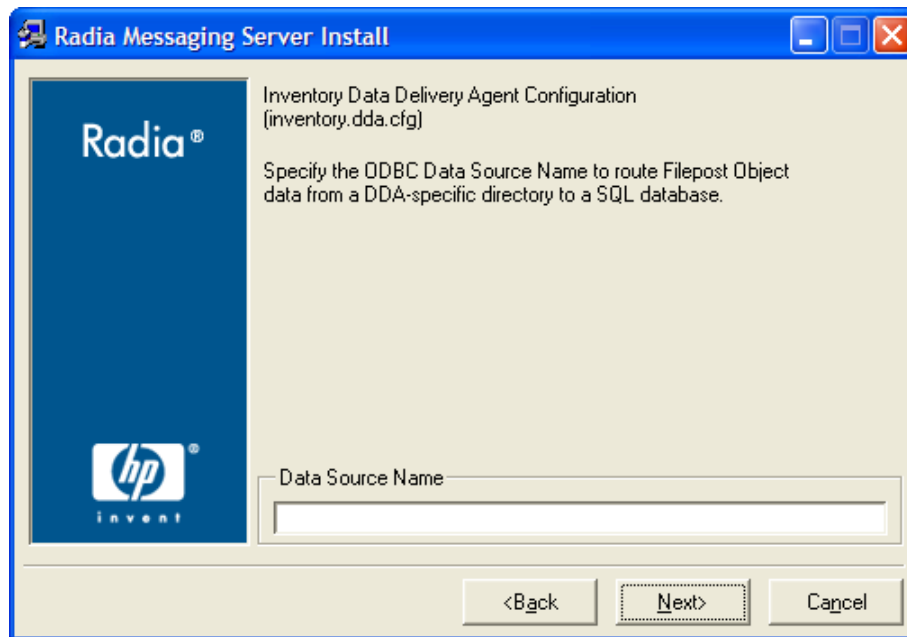 Radia Messaging Server Install
Radia®
Inventory Data Delivery Agent Configuration
(inventory.dda.cfg)
Specify the ODBC Data Source Name to route Filepost Object
data from a DDA-specific directory to a SQL database.
hp®
invent
Data Source Name
<Back
Next>
Cancel